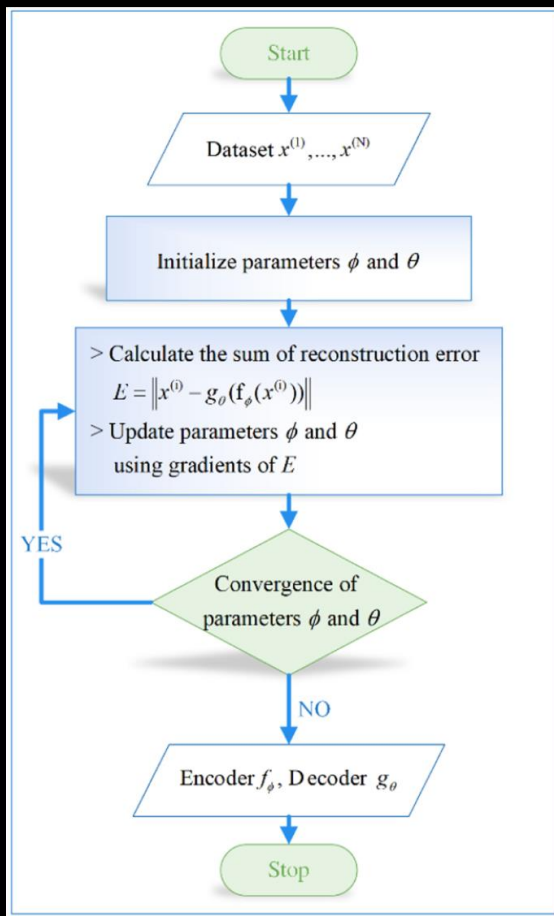 Start
Dataset x⁽¹⁾,...,x⁽ᴺ⁾
Initialize parameters ϕ and θ
> Calculate the sum of reconstruction error
E = ‖x⁽ⁱ⁾ − g_θ(f_ϕ(x⁽ⁱ⁾))‖
> Update parameters ϕ and θ
using gradients of E
YES
Convergence of
parameters ϕ and θ
NO
Encoder f_ϕ, Decoder g_θ
Stop